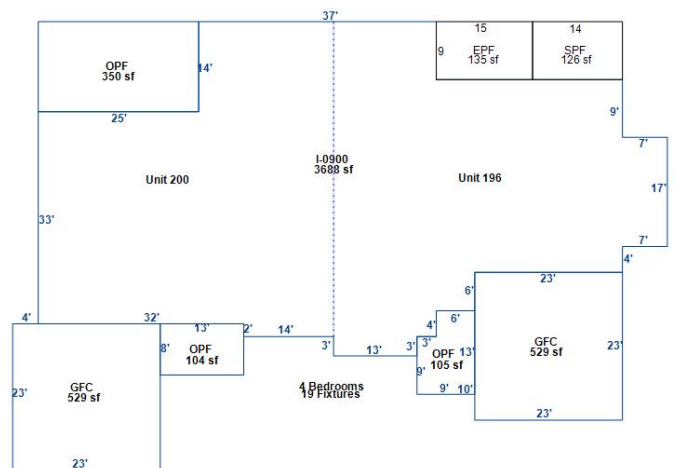 37'
15
14
OPF
350 sf
14'
9
EPF
135 sf
SPF
126 sf
25'
9'
7'
I-0900
3688 sf
Unit 200
Unit 196
17'
33'
7'
4'
23'
6'
6'
4'
32'
13'
2'
14'
4'
3'
13'
3'
3'
8'
OPF
104 sf
OPF
105 sf
13'
GFC
529 sf
23'
GFC
529 sf
23'
9'
9'
10'
4 Bedrooms
19 Fixtures
23'
23'